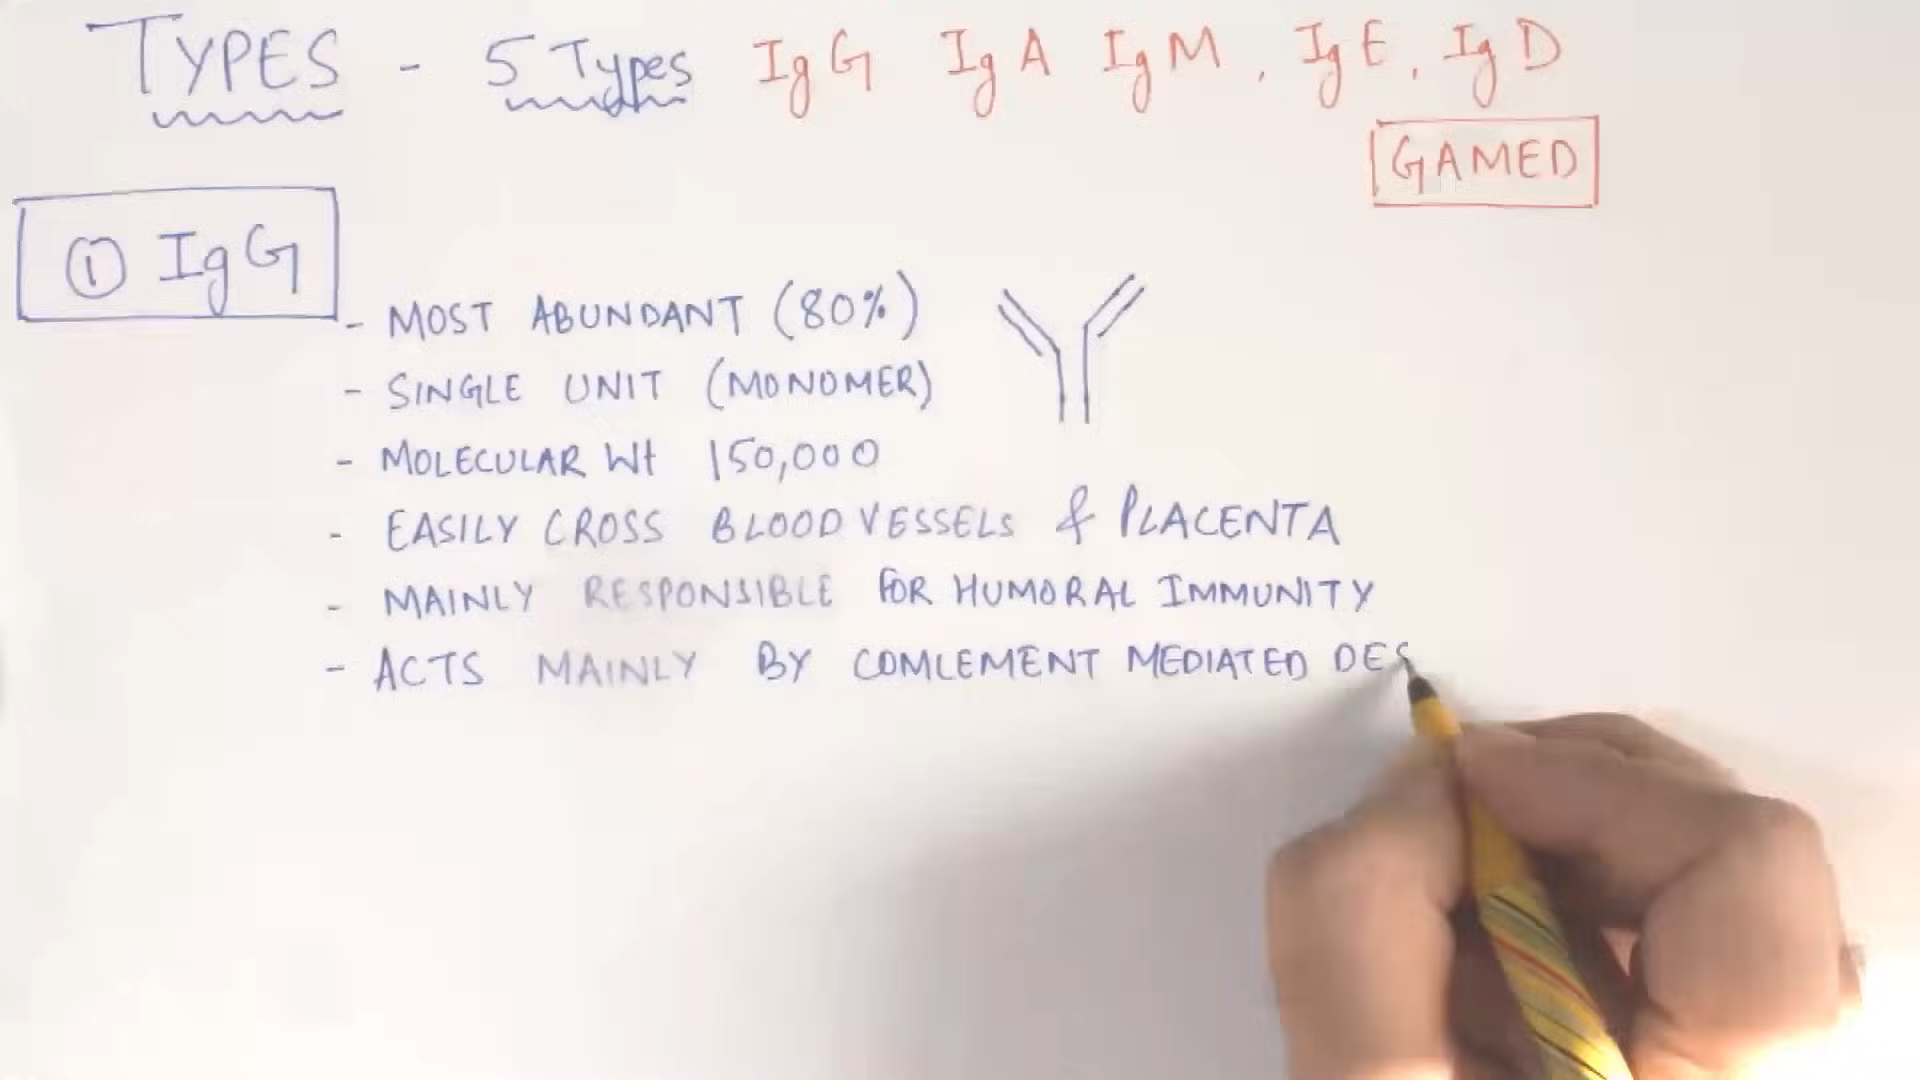 TYPES - 5 Types IgG IgA IgM, IgE, IgD
GAMED
① IgG
- MOST ABUNDANT (80%)
- SINGLE UNIT (MONOMER)
- MOLECULAR Wt 150,000
- EASILY CROSS BLOOD VESSELS & PLACENTA
- MAINLY RESPONSIBLE FOR HUMORAL IMMUNITY
- ACTS MAINLY BY COMLEMENT MEDIATED DES